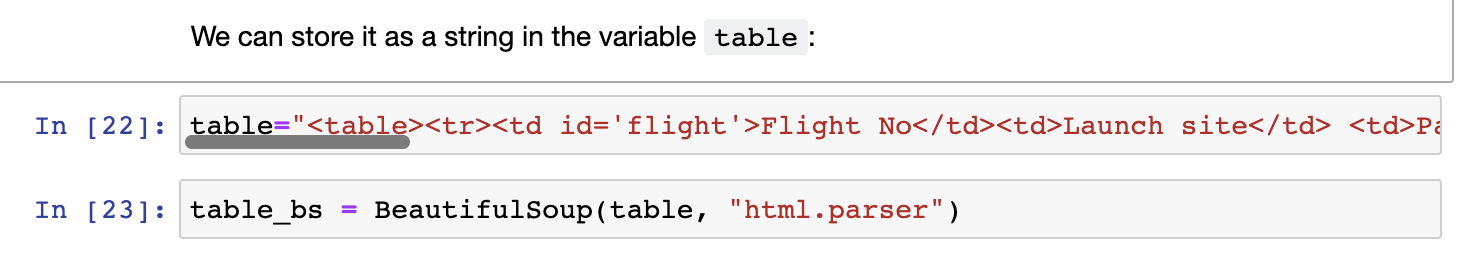 We can store it as a string in the variable table:
In [22]: table="<table><tr><td id='flight'>Flight No</td><td>Launch site</td> <td>Pa
In [23]: table_bs = BeautifulSoup(table, "html.parser")